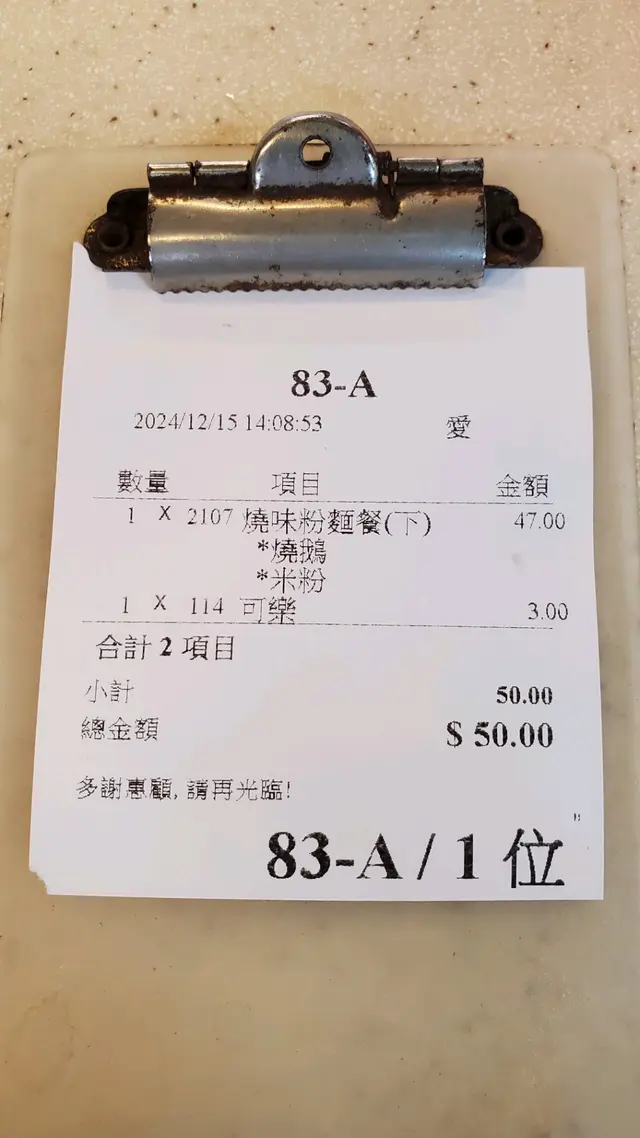 83-A
2024/12/15 14:08:53 愛
數量 項目 金額
1 X 2107 燒味粉麵餐(下) 47.00
*燒鵝
*米粉
1 X 114 可樂 3.00
合計 2 項目
小計 50.00
總金額 $ 50.00
多謝惠顧, 請再光臨!
83-A / 1 位